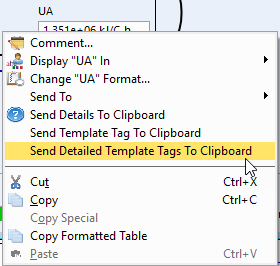 UA
1.351e+06 kJ/C-h
Comment...
Display "UA" In
Change "UA" Format...
Send To
Send Details To Clipboard
Send Template Tag To Clipboard
Send Detailed Template Tags To Clipboard
Cut Ctrl+X
Copy Ctrl+C
Copy Special
Copy Formatted Table
Paste Ctrl+V